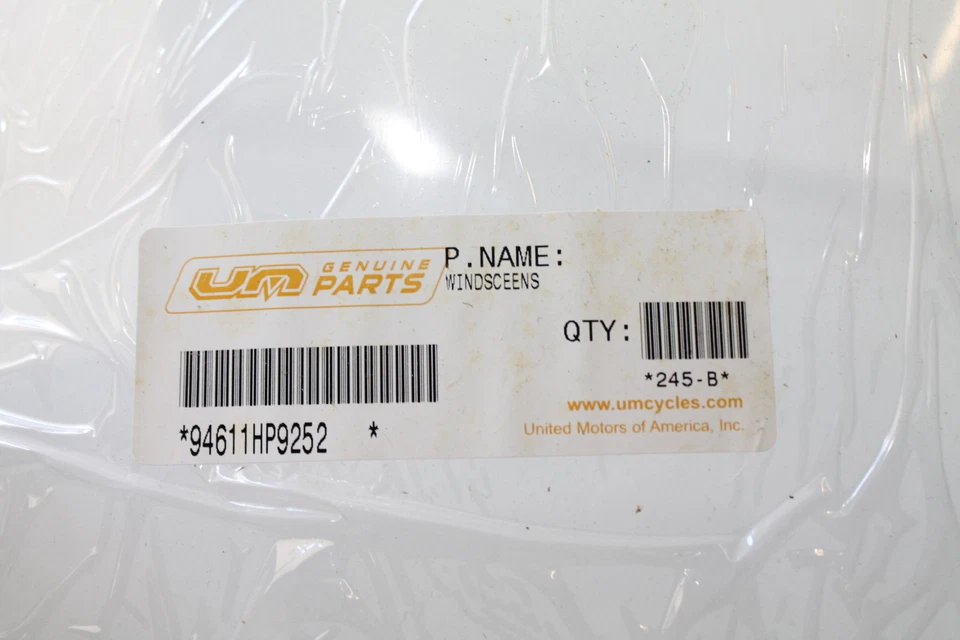 UM GENUINE PARTS
P.NAME:
WINDSCEENS
QTY:
*245-B*
*94611HP9252 *
www.umcycles.com
United Motors of America, Inc.